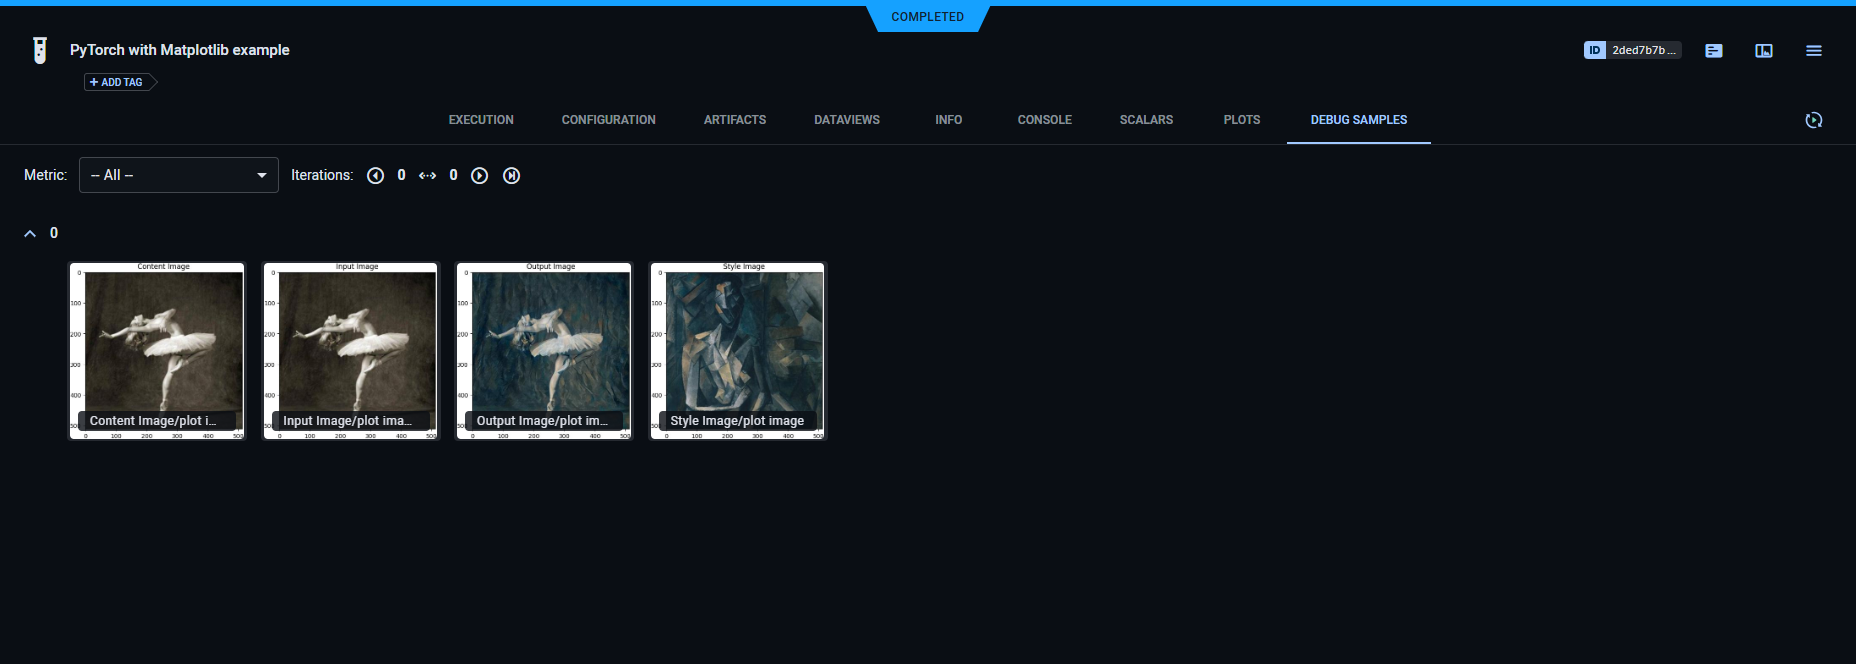 COMPLETED
PyTorch with Matplotlib example
ID 2ded7b7b...
+ ADD TAG
EXECUTION CONFIGURATION ARTIFACTS DATAVIEWS INFO CONSOLE SCALARS PLOTS DEBUG SAMPLES
Metric: -- All -- Iterations: 0 0
0
Content Image Input Image Output Image Style Image
0 0 0 0
100 100 100 100
200 200 200 200
300 300 300 300
400 400 400 400
Content Image/plot i... Input Image/plot ima... Output Image/plot im... Style Image/plot image
0 100 200 300 400 500 0 100 200 300 400 500 0 100 200 300 400 500 0 100 200 300 400 500